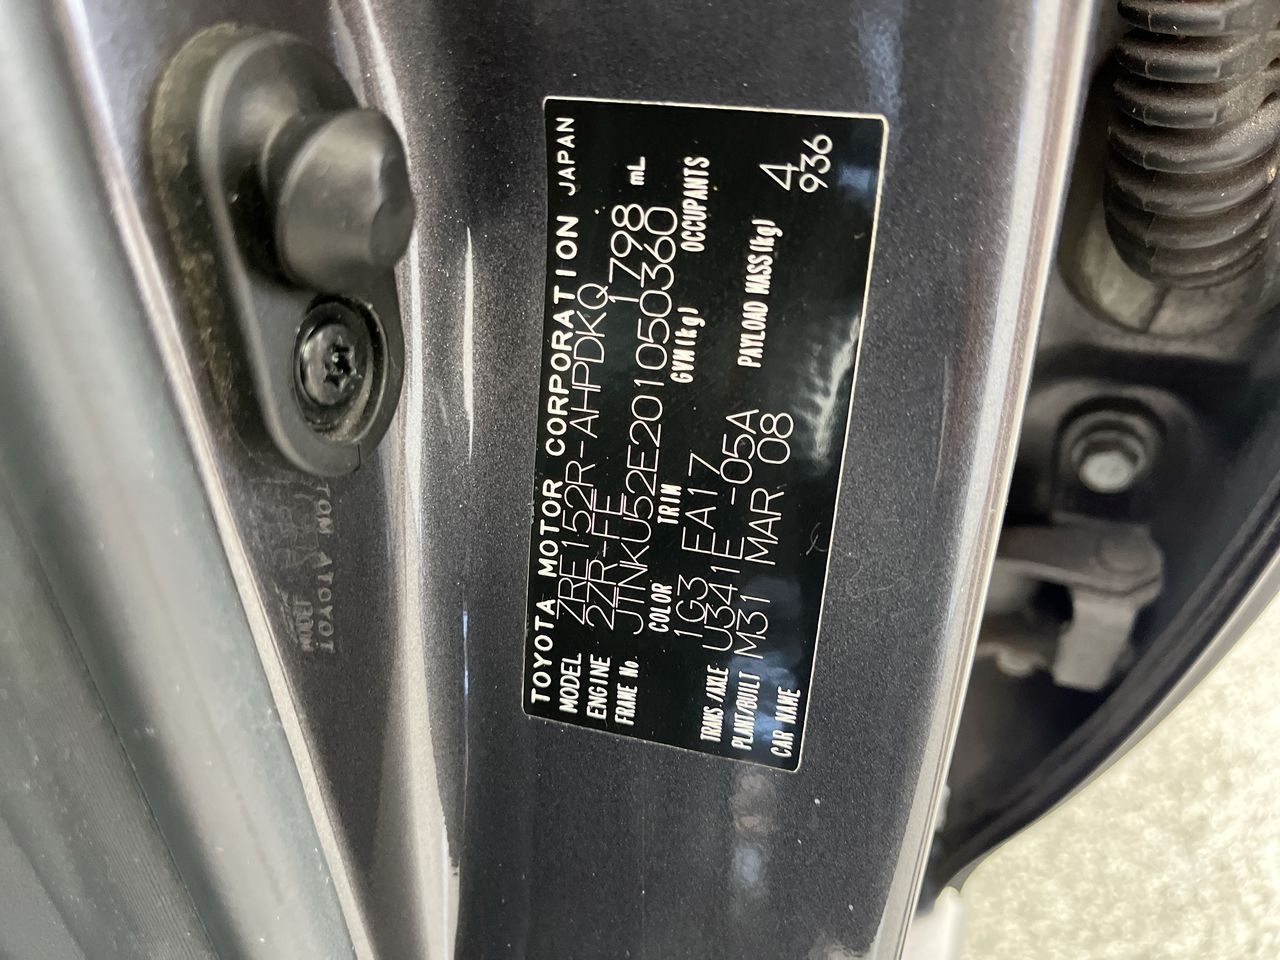 TOYOTA MOTOR CORPORATION JAPAN
MODEL ZRE152R-AHPDKQ
ENGINE 2ZR-FE 1798 mL
FRAME No. JTNKU52E201050360
COLOR TRIM GVM(kg) OCCUPANTS
1G3 FA17
TRANS./AXLE U341E -05A PAYLOAD MASS(kg) 4
PLANT/BUILT M31 MAR 08 936
CAR NAME